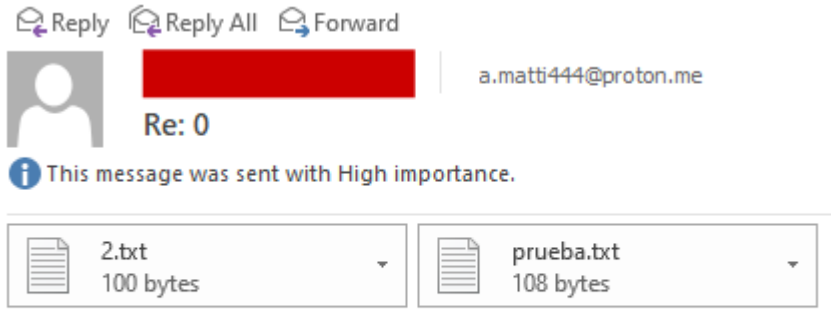 Reply Reply All Forward
a.matti444@proton.me
Re: 0
This message was sent with High importance.
2.txt prueba.txt
100 bytes 108 bytes